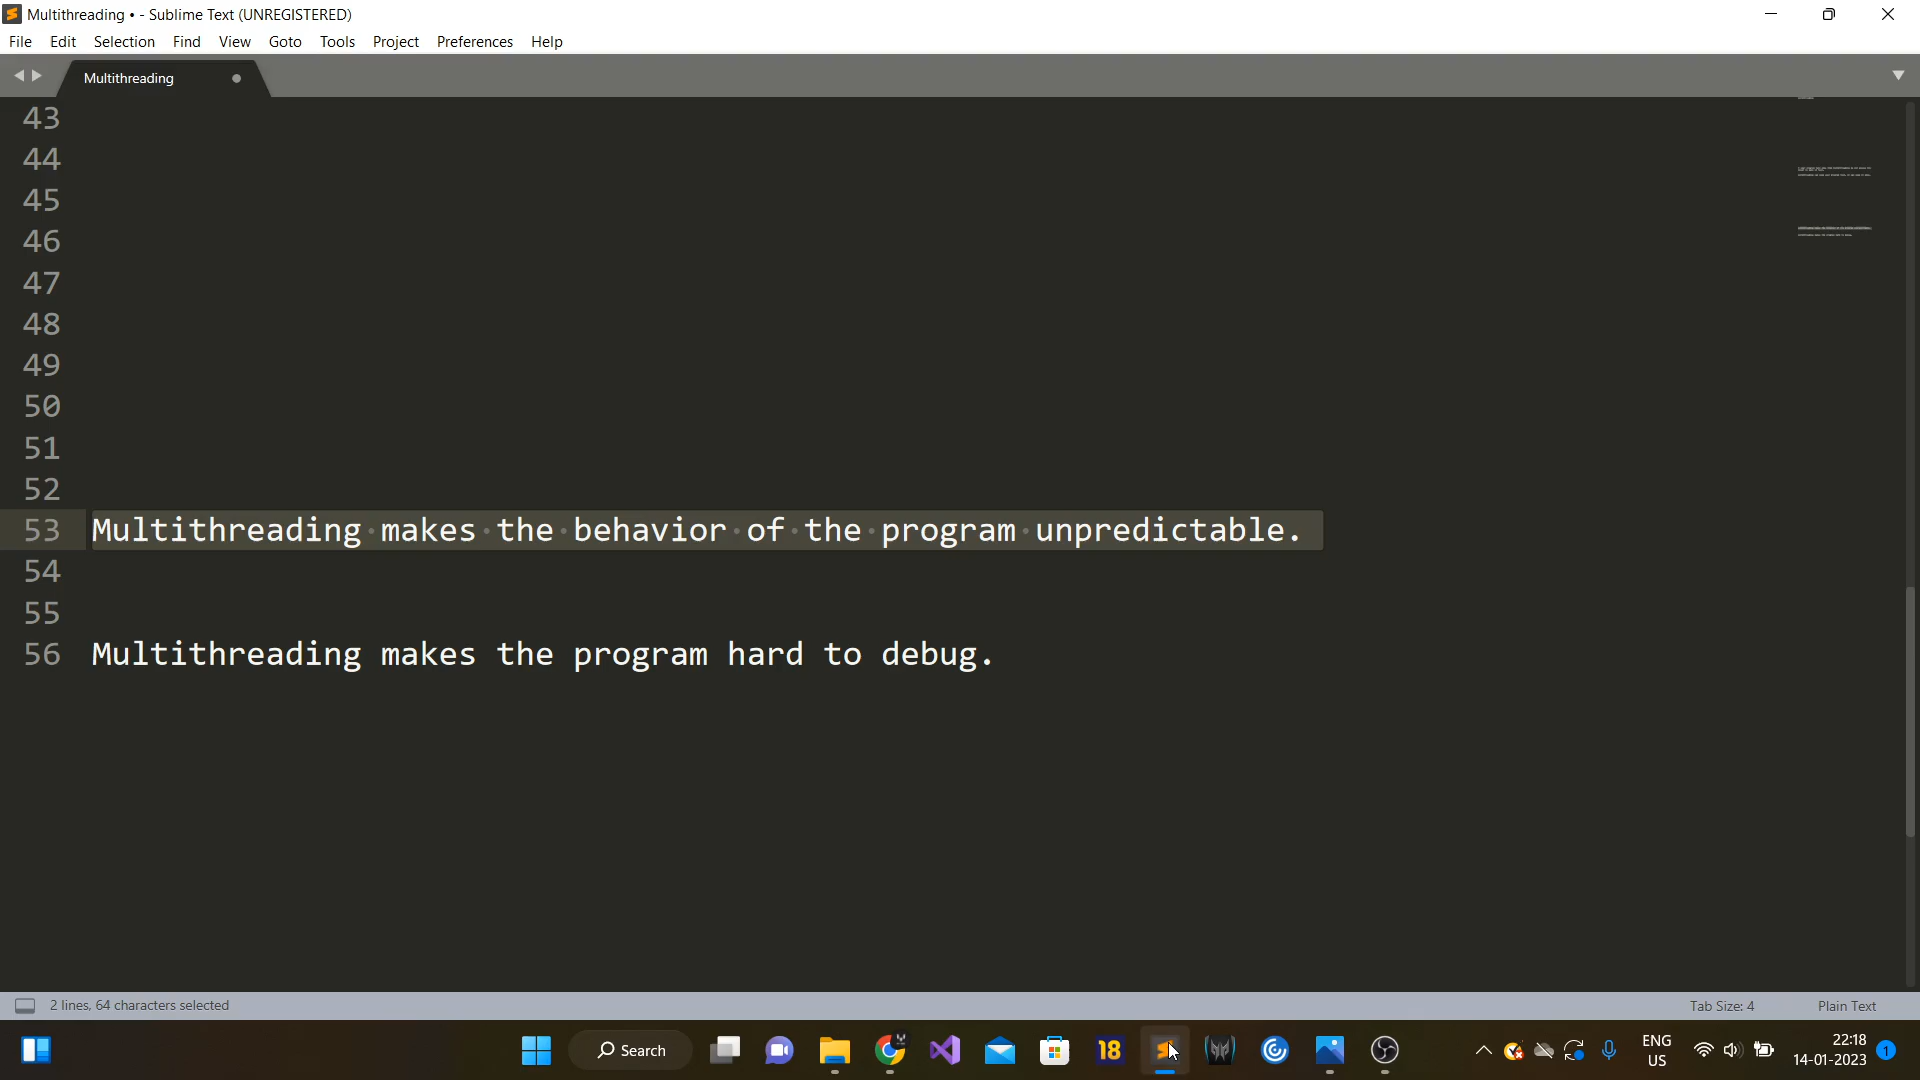 Multithreading • - Sublime Text (UNREGISTERED)
File Edit Selection Find View Goto Tools Project Preferences Help
Multithreading
43
44
45
46
47
48
49
50
51
52
53 Multithreading makes the behavior of the program unpredictable.
54
55
56 Multithreading makes the program hard to debug.
2 lines, 64 characters selected Tab Size: 4 Plain Text
Search 18 ENG US 22:18 14-01-2023 1